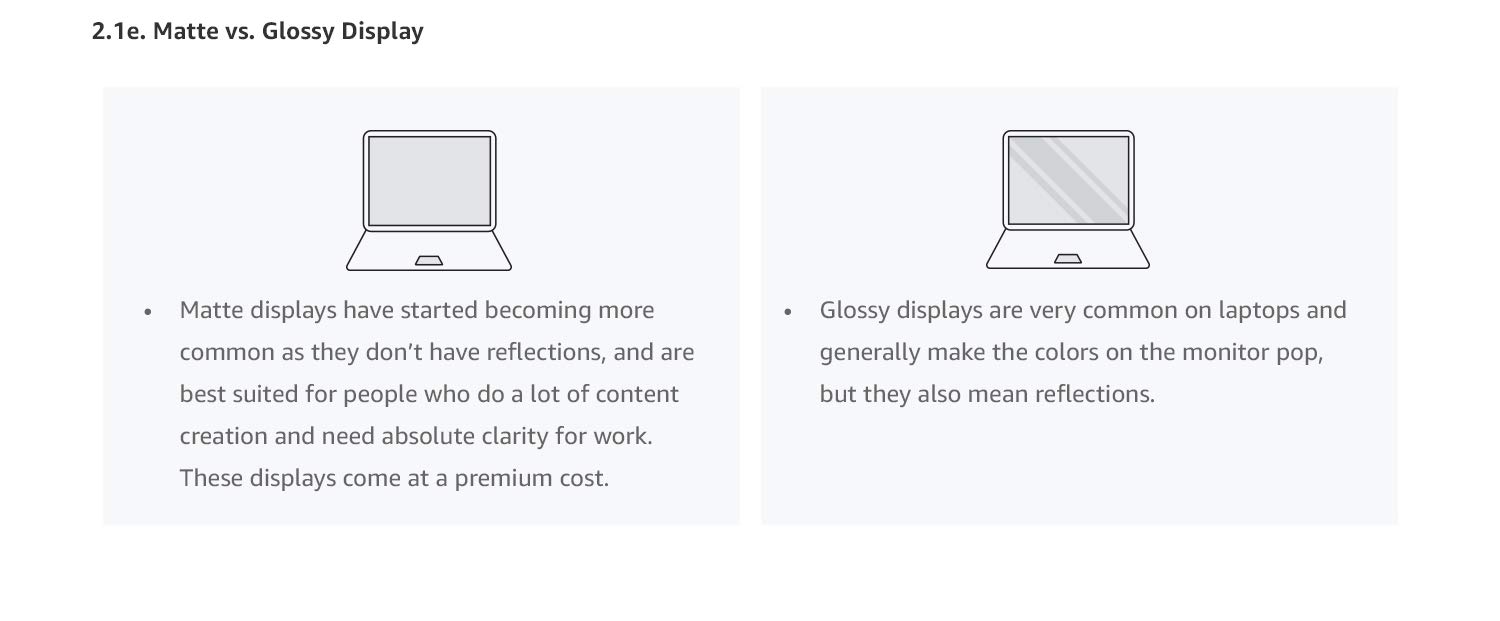 2.1e. Matte vs. Glossy Display
• Matte displays have started becoming more
common as they don’t have reflections, and are
best suited for people who do a lot of content
creation and need absolute clarity for work.
These displays come at a premium cost.
• Glossy displays are very common on laptops and
generally make the colors on the monitor pop,
but they also mean reflections.